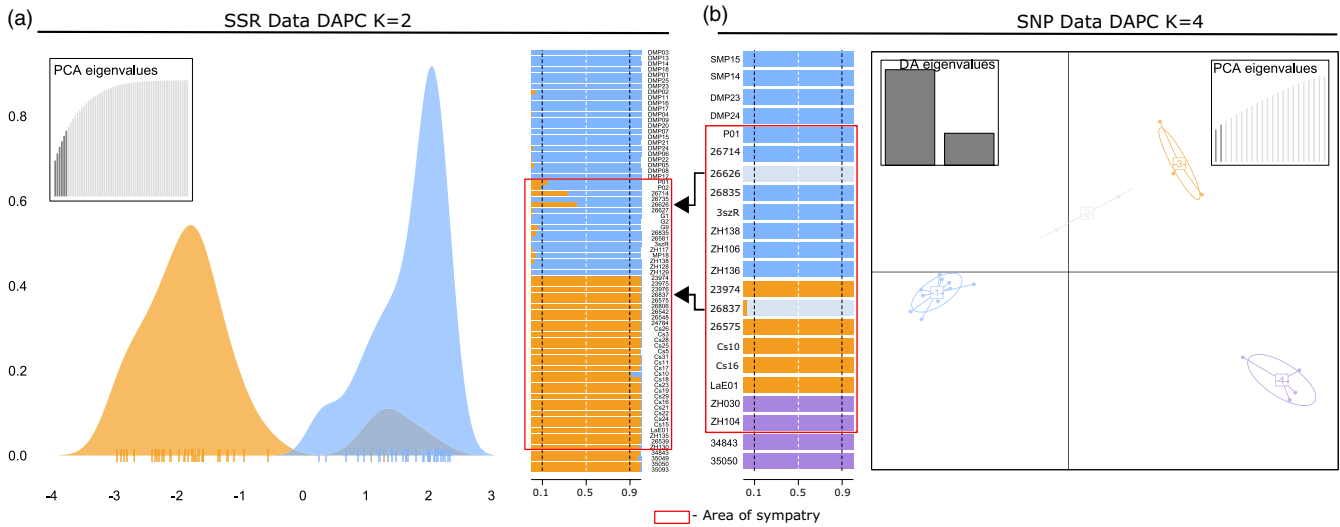 (a)
SSR Data DAPC K=2
PCA eigenvalues
0.8
0.6
0.4
0.2
0.0
-4
-3
-2
-1
0
1
2
3
DMP03
DMP13
DMP14
DMP18
DMP01
DMP25
DMP23
DMP02
DMP11
DMP16
DMP17
DMP04
DMP09
DMP20
DMP07
DMP15
DMP21
DMP24
DMP06
DMP22
DMP05
DMP08
DMP12
P01
P02
26714
26735
26626
26627
G1
G2
G9
26835
26581
3szR
ZH117
MP18
ZH138
ZH128
ZH129
23974
23975
23976
26837
26575
26806
26542
26548
24784
Cs26
Cs3
Cs28
Cs25
Cs5
Cs31
Cs11
Cs17
Cs10
Cs18
Cs23
Cs19
Cs29
Cs16
Cs21
Cs22
Cs24
Cs15
LaE01
ZH135
26539
ZH130
34843
35049
35050
35093
0.1
0.5
0.9
(b)
SNP Data DAPC K=4
SMP15
SMP14
DMP23
DMP24
P01
26714
26626
26835
3szR
ZH138
ZH106
ZH136
23974
26837
26575
Cs10
Cs16
LaE01
ZH030
ZH104
34843
35050
0.1
0.5
0.9
DA eigenvalues
PCA eigenvalues
3
2
1
4
- Area of sympatry